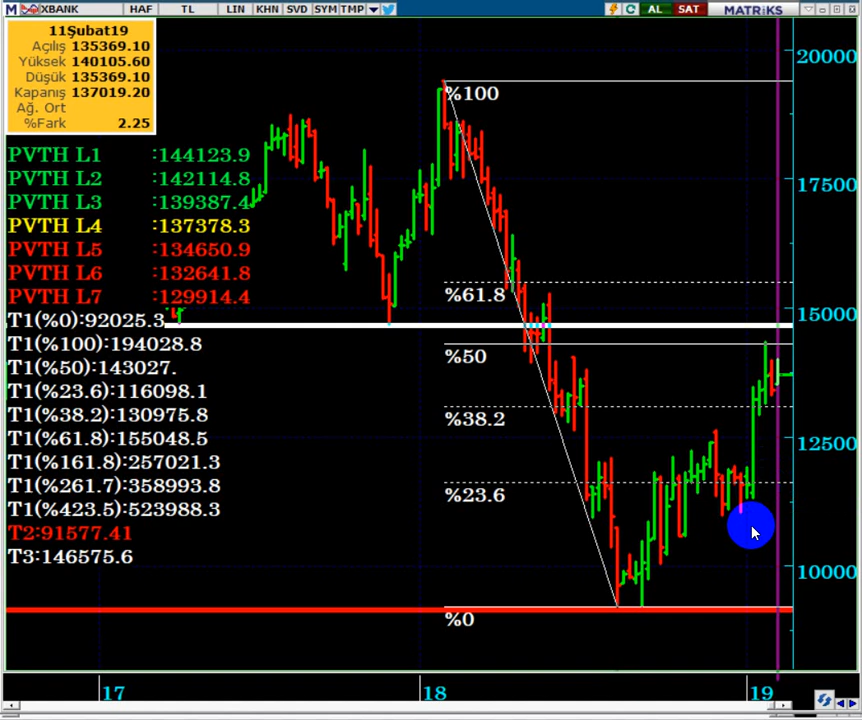 M XBANK HAF TL LIN KHN SVD SYM TMP AL SAT MATRiKS
11Şubat19
Açılış 135369.10
Yüksek 140105.60
Düşük 135369.10
Kapanış 137019.20
Ağ. Ort
%Fark 2.25
PVTH L1 :144123.9
PVTH L2 :142114.8
PVTH L3 :139387.4
PVTH L4 :137378.3
PVTH L5 :134650.9
PVTH L6 :132641.8
PVTH L7 :129914.4
T1(%0):92025.3
T1(%100):194028.8
T1(%50):143027.
T1(%23.6):116098.1
T1(%38.2):130975.8
T1(%61.8):155048.5
T1(%161.8):257021.3
T1(%261.7):358993.8
T1(%423.5):523988.3
T2:91577.41
T3:146575.6
%100
%61.8
%50
%38.2
%23.6
%0
20000
17500
15000
12500
10000
17 18 19